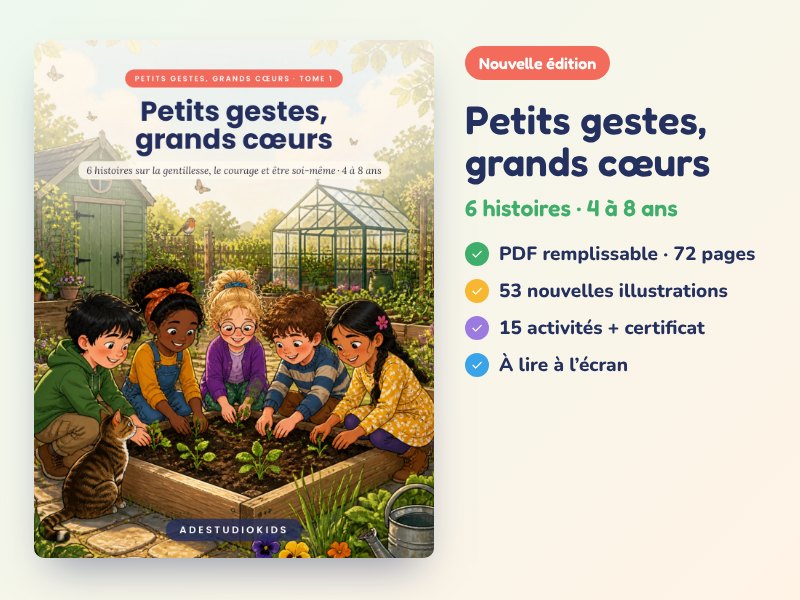 PETITS GESTES, GRANDS CŒURS · TOME 1
Petits gestes,
grands cœurs
6 histoires sur la gentillesse, le courage et être soi-même · 4 à 8 ans
ADESTUDIOKIDS
Nouvelle édition
Petits gestes,
grands cœurs
6 histoires · 4 à 8 ans
PDF remplissable · 72 pages
53 nouvelles illustrations
15 activités + certificat
À lire à l’écran